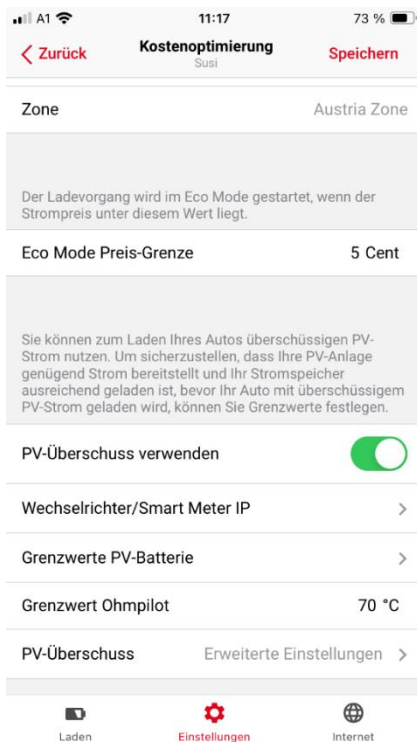 A1 11:17 73 %
Zurück Kostenoptimierung Speichern
Susi
Zone Austria Zone
Der Ladevorgang wird im Eco Mode gestartet, wenn der
Strompreis unter diesem Wert liegt.
Eco Mode Preis-Grenze 5 Cent
Sie können zum Laden Ihres Autos überschüssigen PV-
Strom nutzen. Um sicherzustellen, dass Ihre PV-Anlage
genügend Strom bereitstellt und Ihr Stromspeicher
ausreichend geladen ist, bevor Ihr Auto mit überschüssigem
PV-Strom geladen wird, können Sie Grenzwerte festlegen.
PV-Überschuss verwenden
Wechselrichter/Smart Meter IP
Grenzwerte PV-Batterie
Grenzwert Ohmpilot 70 °C
PV-Überschuss Erweiterte Einstellungen
Laden Einstellungen Internet